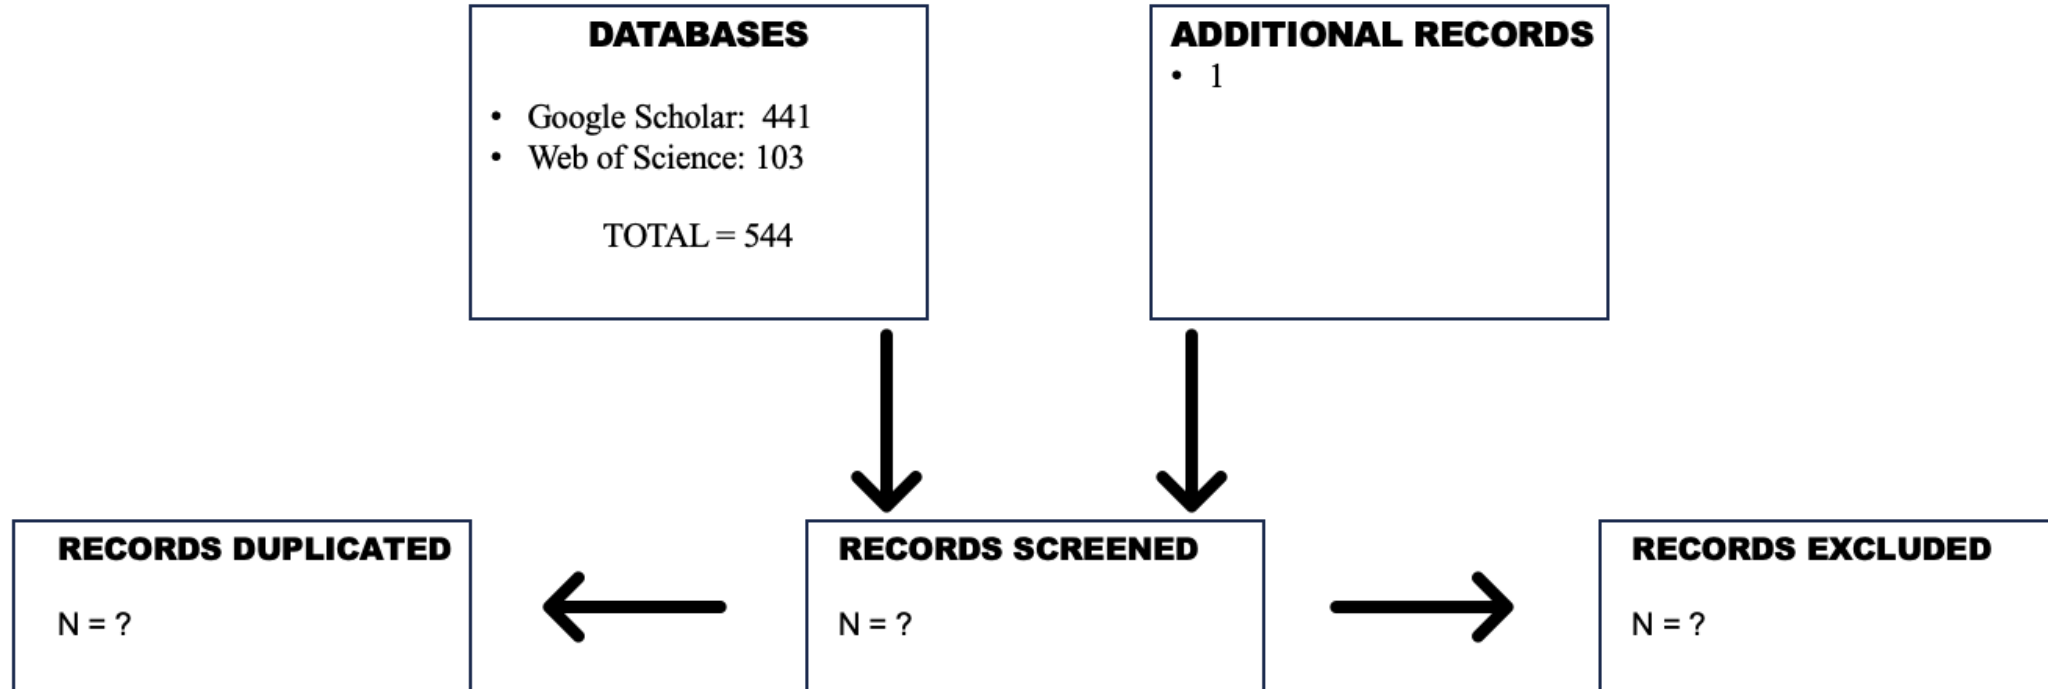 DATABASES
• Google Scholar: 441
• Web of Science: 103
TOTAL = 544
ADDITIONAL RECORDS
• 1
RECORDS DUPLICATED
N = ?
RECORDS SCREENED
N = ?
RECORDS EXCLUDED
N = ?